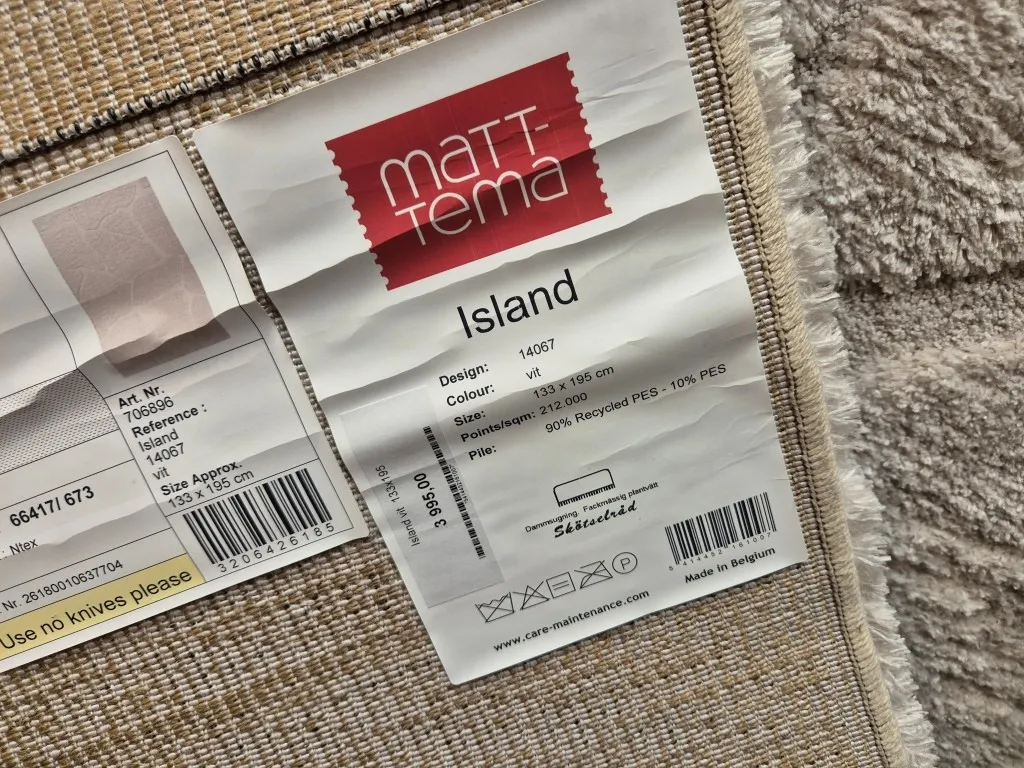 Art. Nr.
706896
Reference :
Island
14067
vit
Size Approx.
133 x 195 cm
66417/ 673
: Ntex
Nr. 26180010637704
3206426185
Use no knives please
maTT-
Tema
Island
Design: 14067
Colour: vit
Size: 133 x 195 cm
Points/sqm: 212.000
Pile: 90% Recycled PES - 10% PES
Island vit 133x195
3 995,00
Dammsugning. Fackmässig plantvätt
Skötselråd
P
Made in Belgium
www.care-maintenance.com